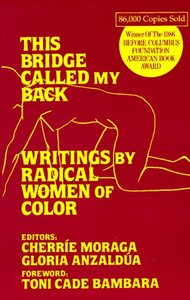 86,000 Copies Sold
Winner Of The 1986
BEFORE COLUMBUS
FOUNDATION
AMERICAN BOOK
AWARD
THIS
BRIDGE
CALLED MY
BACK
WRITINGS BY
RADICAL
WOMEN OF
COLOR
EDITORS:
CHERRÍE MORAGA
GLORIA ANZALDÚA
FOREWORD:
TONI CADE BAMBARA